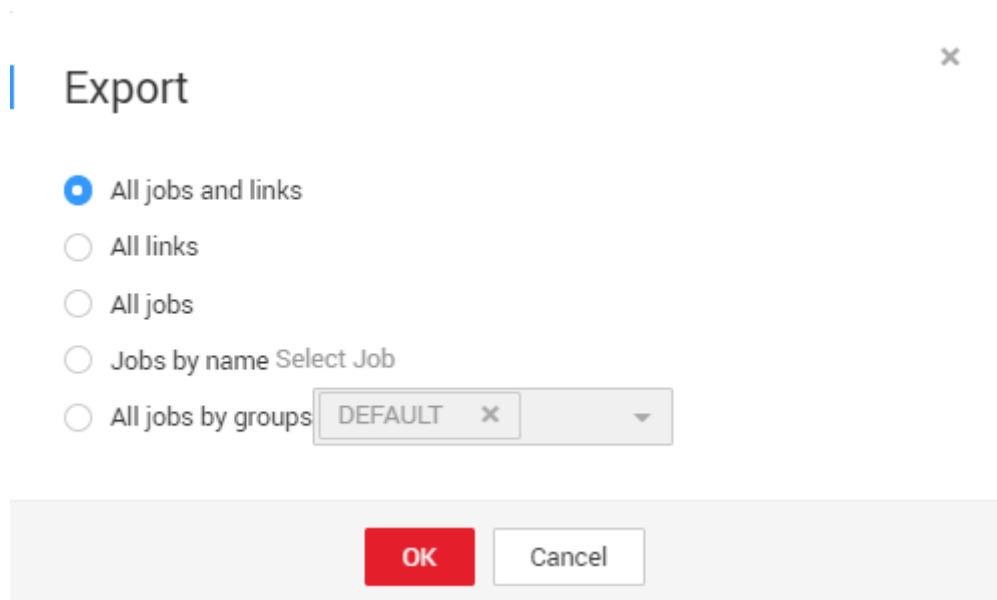 Export
All jobs and links
All links
All jobs
Jobs by name Select Job
All jobs by groups DEFAULT
OK Cancel